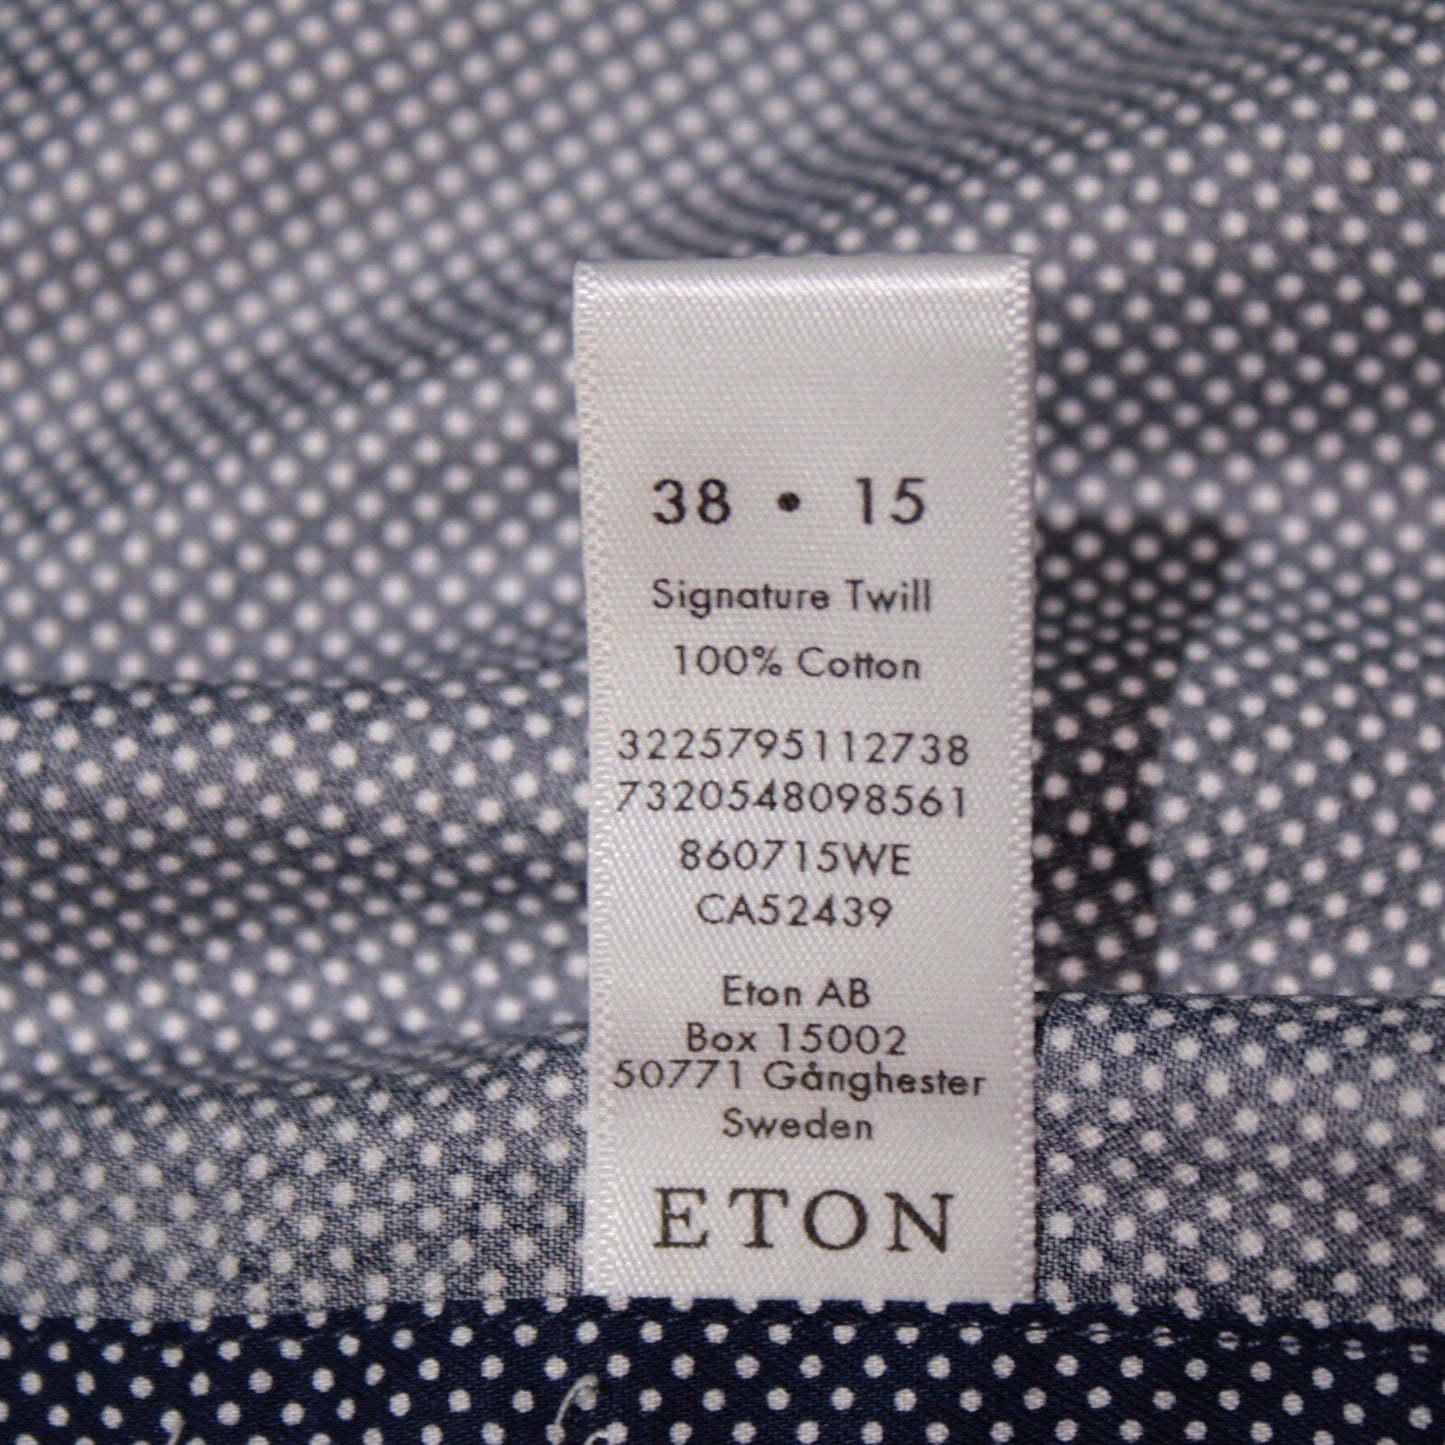 38 • 15
Signature Twill
100% Cotton
3225795112738
7320548098561
860715WE
CA52439
Eton AB
Box 15002
50771 Gånghester
Sweden
ETON